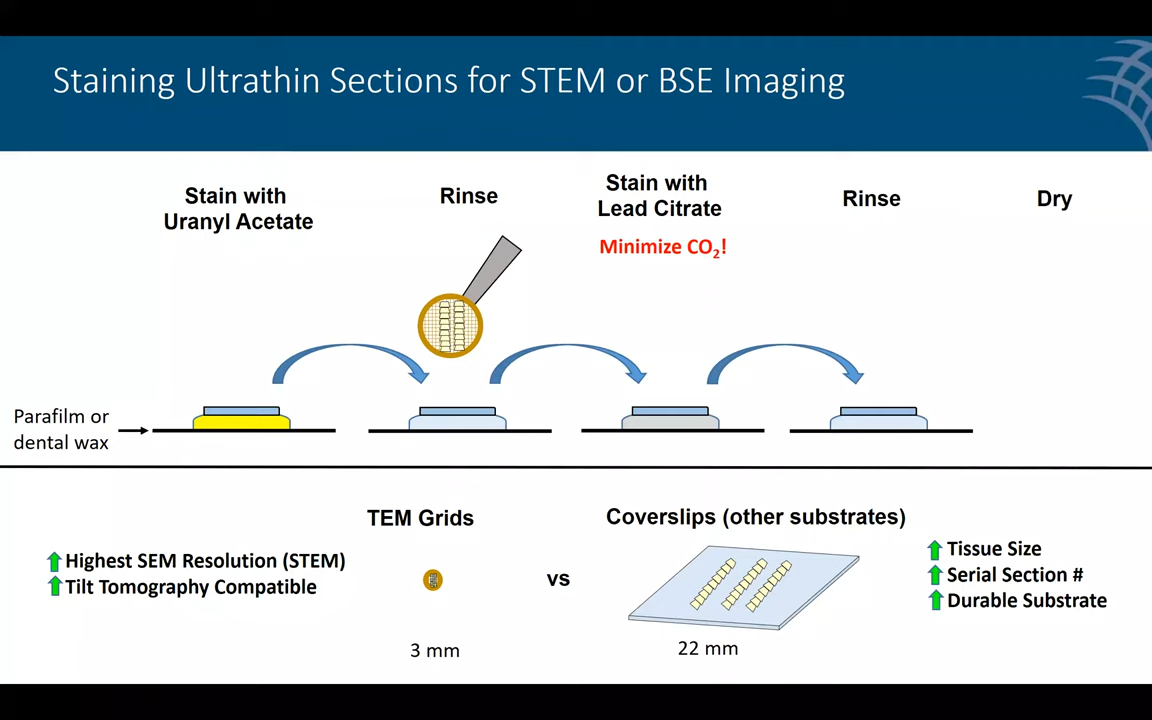 Staining Ultrathin Sections for STEM or BSE Imaging
Stain with
Uranyl Acetate
Rinse
Stain with
Lead Citrate
Minimize CO₂!
Rinse
Dry
Parafilm or
dental wax
TEM Grids
Highest SEM Resolution (STEM)
Tilt Tomography Compatible
3 mm
vs
Coverslips (other substrates)
22 mm
Tissue Size
Serial Section #
Durable Substrate